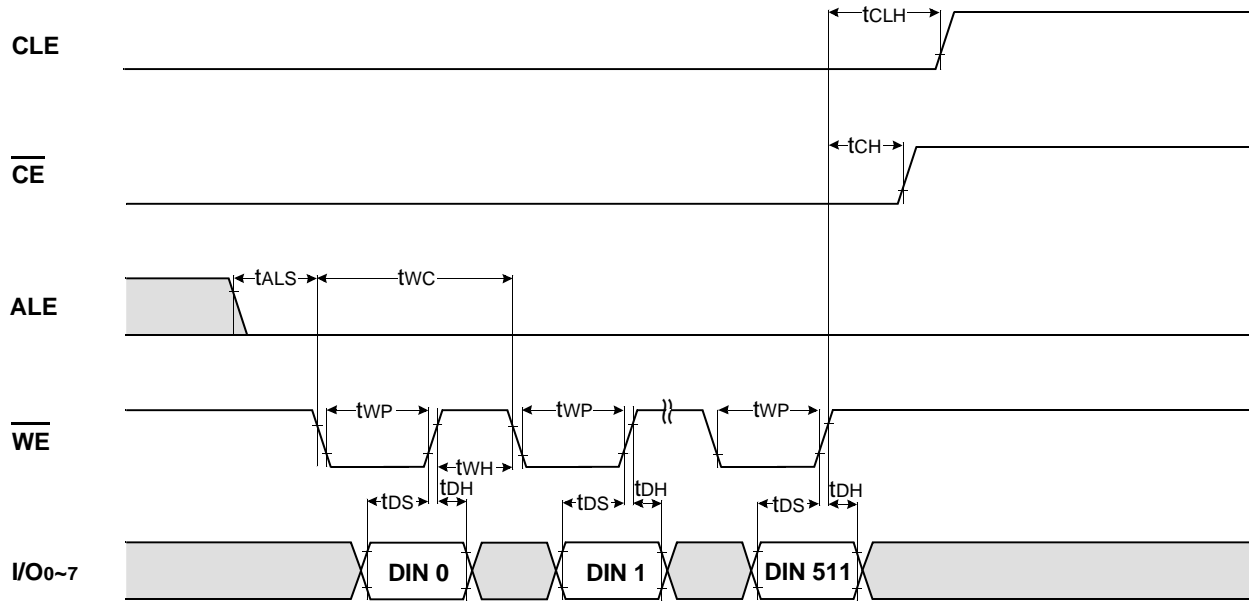 tCLH
CLE
tCH
CE
tALS tWC
ALE
tWP tWP tWP
WE
tWH
tDS tDH tDS tDH tDS tDH
I/O0~7 DIN 0 DIN 1 DIN 511